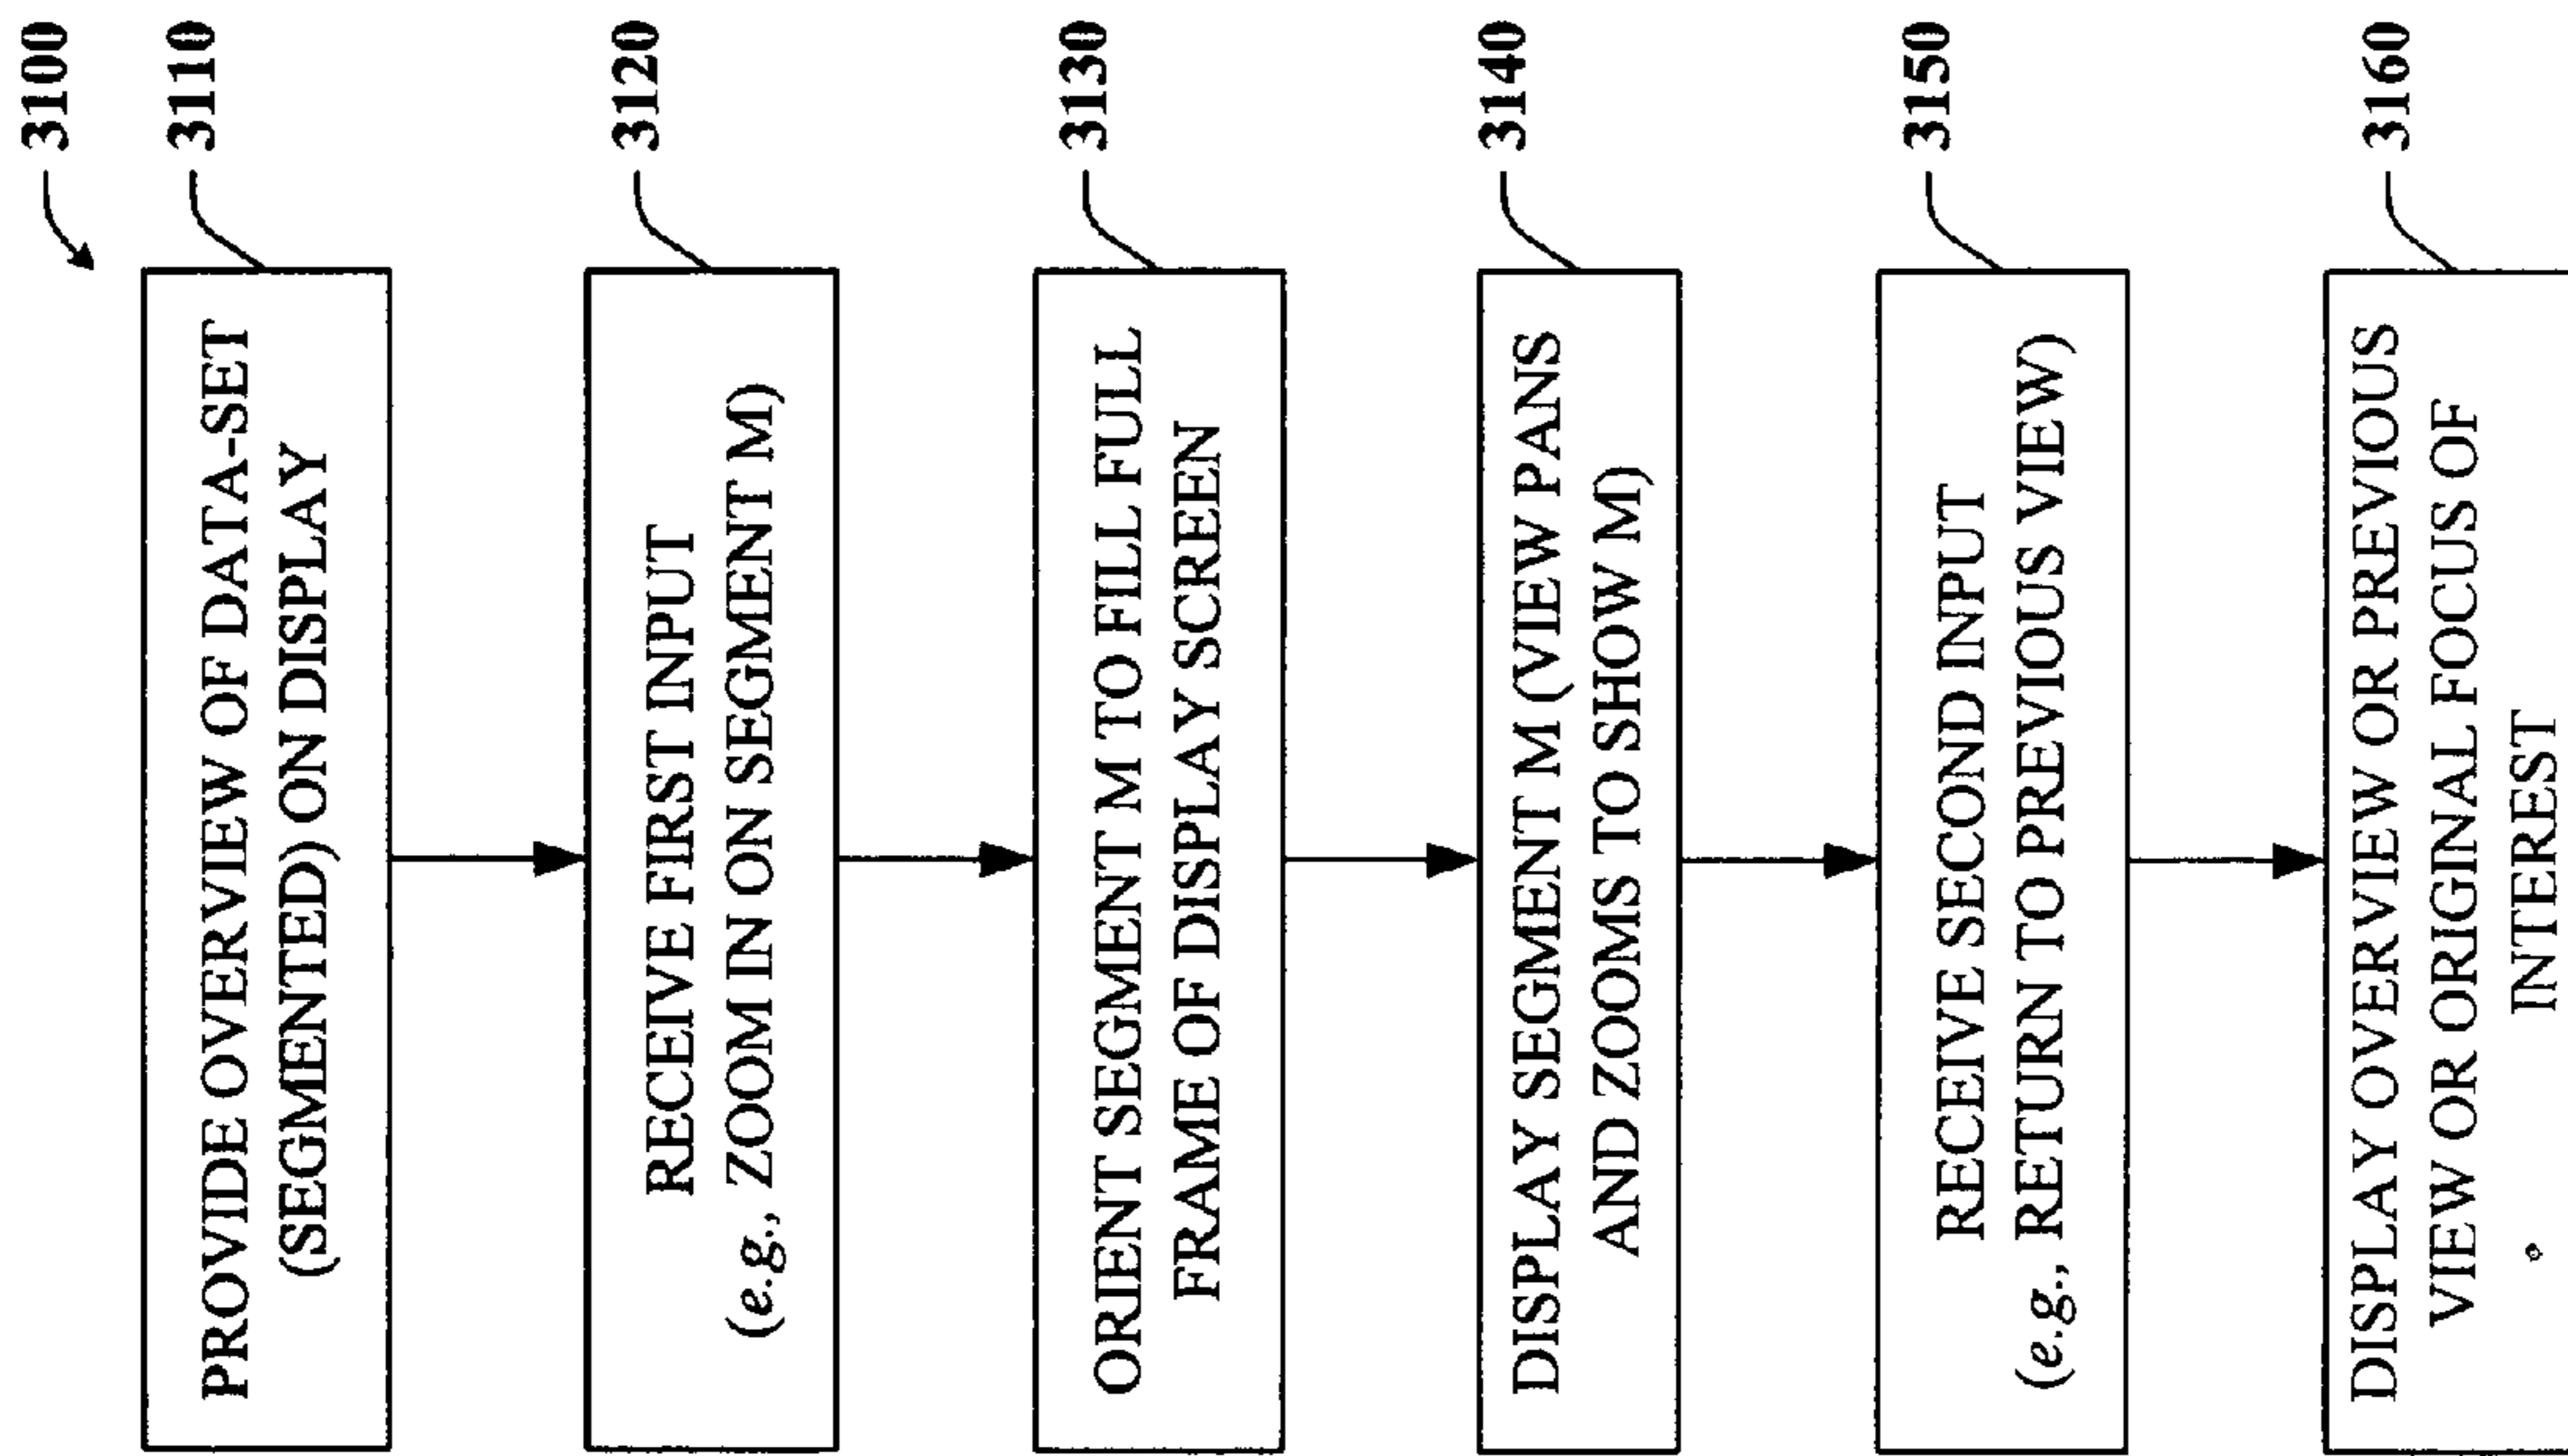 3100
PROVIDE OVERVIEW OF DATA-SET
(SEGMENTED) ON DISPLAY
3110
RECEIVE FIRST INPUT
(e.g., ZOOM IN ON SEGMENT M)
3120
ORIENT SEGMENT M TO FILL FULL
FRAME OF DISPLAY SCREEN
3130
DISPLAY SEGMENT M (VIEW PANS
AND ZOOMS TO SHOW M)
3140
RECEIVE SECOND INPUT
(e.g., RETURN TO PREVIOUS VIEW)
3150
DISPLAY OVERVIEW OR PREVIOUS
VIEW OR ORIGINAL FOCUS OF
INTEREST
3160